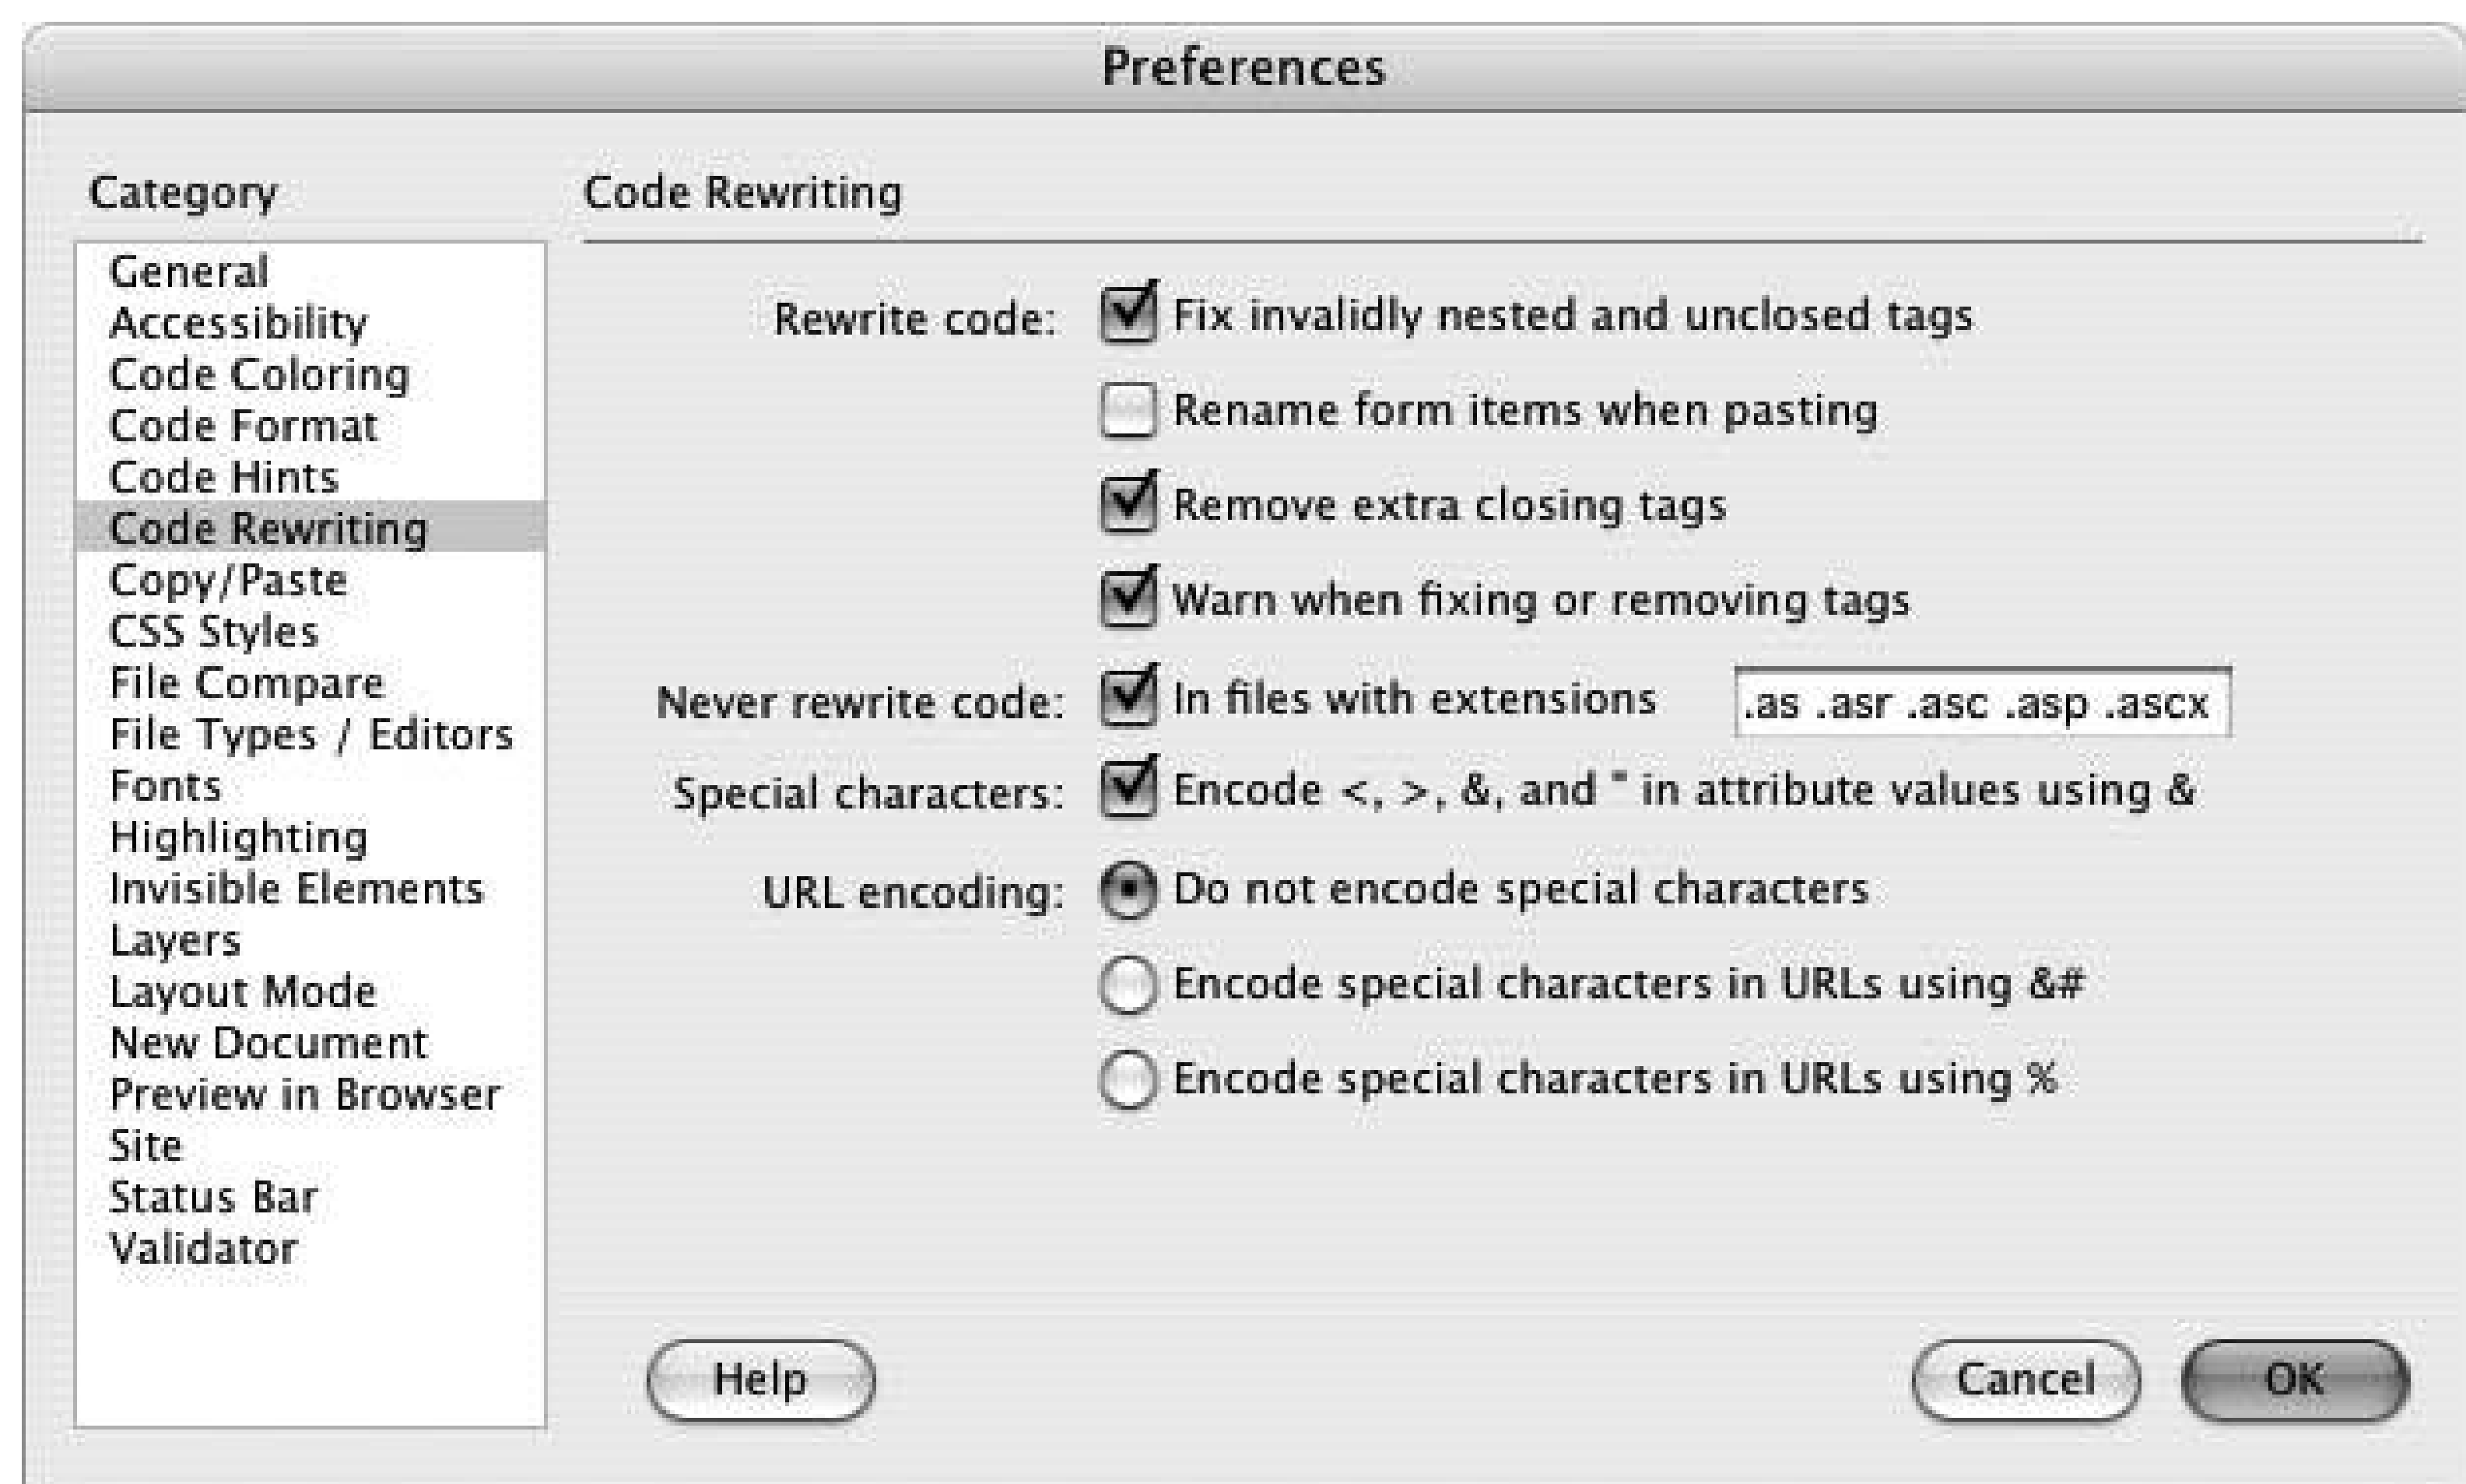 Preferences
Category
General
Accessibility
Code Coloring
Code Format
Code Hints
Code Rewriting
Copy/Paste
CSS Styles
File Compare
File Types / Editors
Fonts
Highlighting
Invisible Elements
Layers
Layout Mode
New Document
Preview in Browser
Site
Status Bar
Validator
Code Rewriting
Rewrite code: Fix invalidly nested and unclosed tags
Rename form items when pasting
Remove extra closing tags
Warn when fixing or removing tags
Never rewrite code: In files with extensions .as .asr .asc .asp .ascx
Special characters: Encode <, >, &, and " in attribute values using &
URL encoding: Do not encode special characters
Encode special characters in URLs using &#
Encode special characters in URLs using %
Help Cancel OK